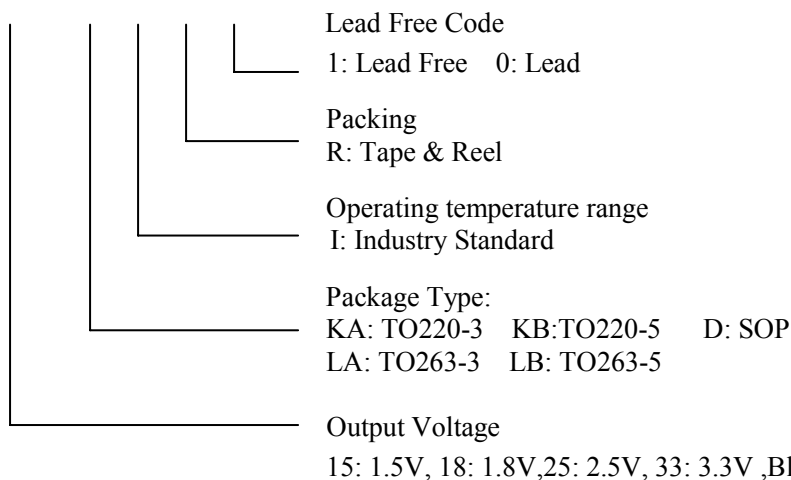 Lead Free Code
1: Lead Free 0: Lead
Packing
R: Tape & Reel
Operating temperature range
I: Industry Standard
Package Type:
KA: TO220-3 KB:TO220-5 D: SOP
LA: TO263-3 LB: TO263-5
Output Voltage
15: 1.5V, 18: 1.8V,25: 2.5V, 33: 3.3V